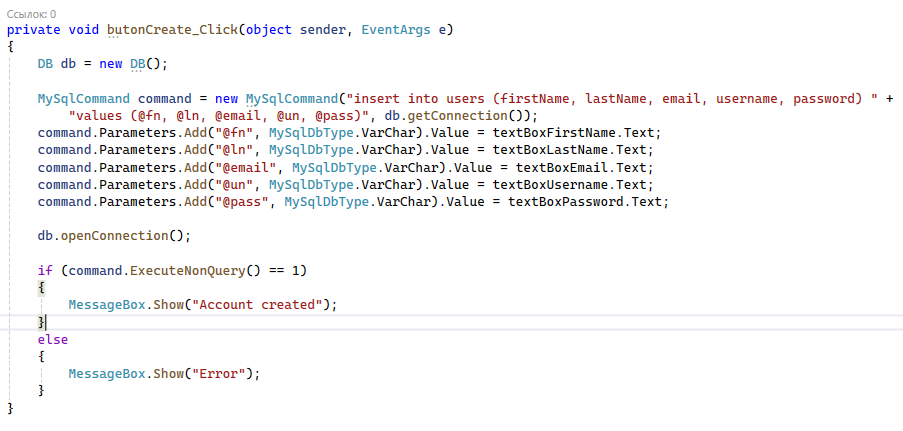 Ссылок: 0
private void butonCreate_Click(object sender, EventArgs e)
{
    DB db = new DB();

    MySqlCommand command = new MySqlCommand("insert into users (firstName, lastName, email, username, password) " +
        "values (@fn, @ln, @email, @un, @pass)", db.getConnection());
    command.Parameters.Add("@fn", MySqlDbType.VarChar).Value = textBoxFirstName.Text;
    command.Parameters.Add("@ln", MySqlDbType.VarChar).Value = textBoxLastName.Text;
    command.Parameters.Add("@email", MySqlDbType.VarChar).Value = textBoxEmail.Text;
    command.Parameters.Add("@un", MySqlDbType.VarChar).Value = textBoxUsername.Text;
    command.Parameters.Add("@pass", MySqlDbType.VarChar).Value = textBoxPassword.Text;

    db.openConnection();

    if (command.ExecuteNonQuery() == 1)
    {
        MessageBox.Show("Account created");
    }
    else
    {
        MessageBox.Show("Error");
    }
}